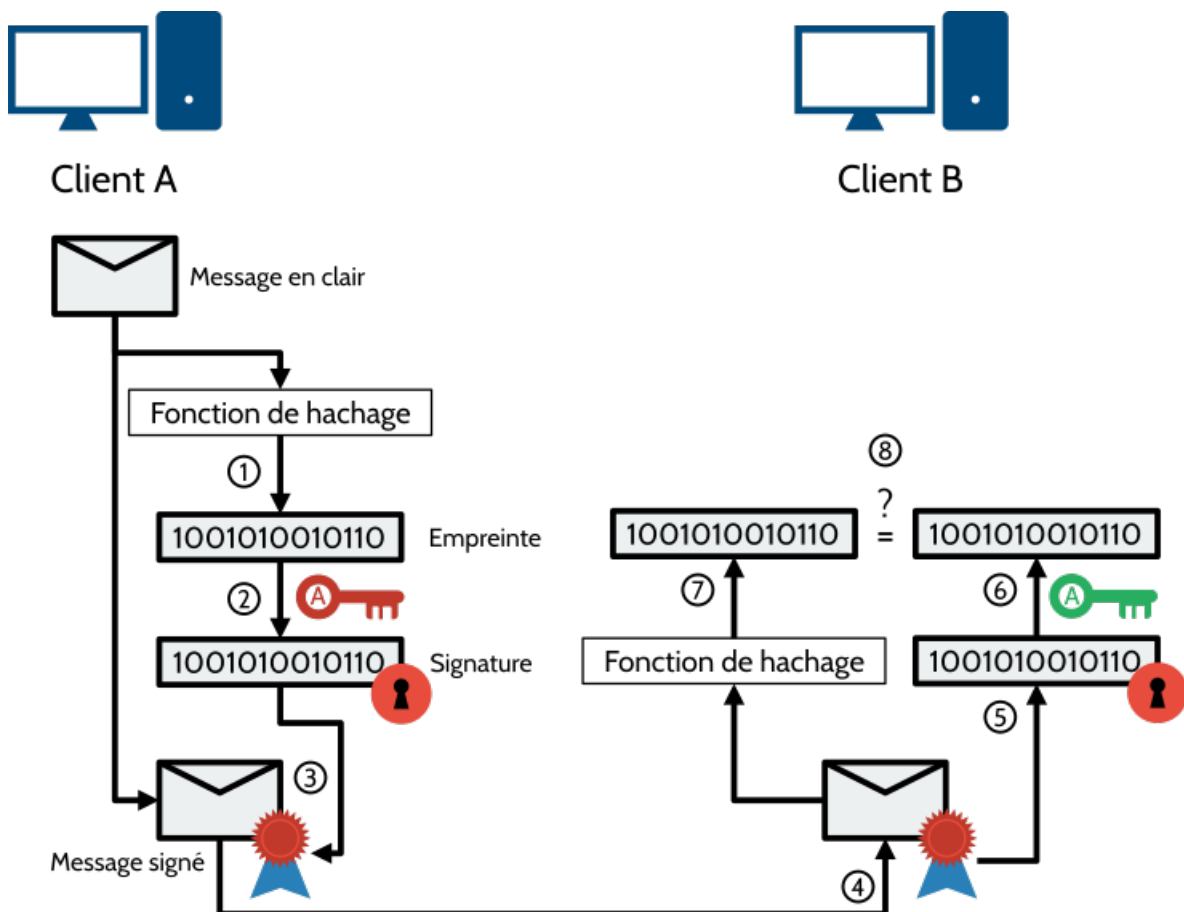 Client A
Client B
Message en clair
Fonction de hachage
1
8
?
=
1001010010110
Empreinte
1001010010110
1001010010110
2
A
7
6
A
1001010010110
Signature
Fonction de hachage
1001010010110
5
3
Message signé
4